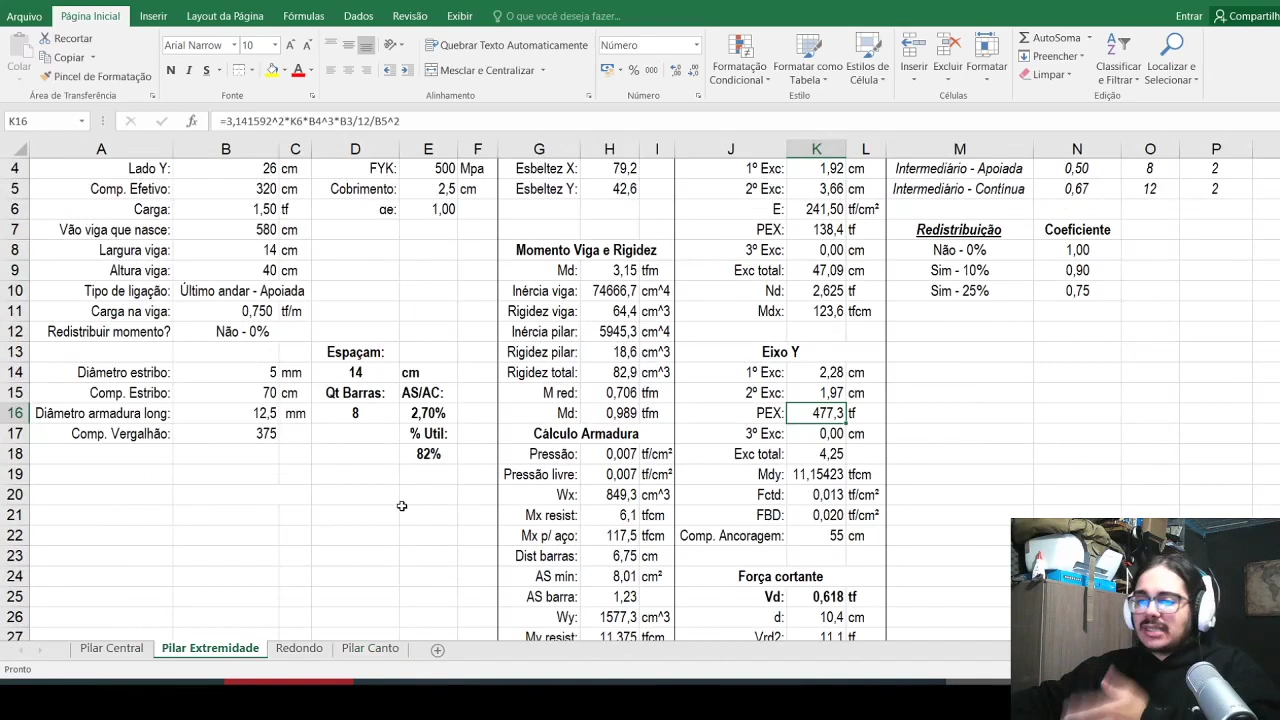 Arquivo Página Inicial Inserir Layout da Página Fórmulas Dados Revisão Exibir O que você deseja fazer... Entrar Compartilh
Colar Recortar Copiar Pincel de Formatação Área de Transferência
Arial Narrow 10 N I S Fonte
Quebrar Texto Automaticamente Mesclar e Centralizar Alinhamento
Número % 000 Número
Formatação Condicional Formatar como Tabela Estilos de Célula Estilo
Inserir Excluir Formatar Células
AutoSoma Preencher Limpar Classificar e Filtrar Localizar e Selecionar Edição
K16 fx =3,141592^2*K6*B4^3*B3/12/B5^2
A B C D E F G H I J K L M N O P
4 Lado Y: 26 cm FYK: 500 Mpa Esbeltez X: 79,2 1º Exc: 1,92 cm Intermediário - Apoiada 0,50 8 2
5 Comp. Efetivo: 320 cm Cobrimento: 2,5 cm Esbeltez Y: 42,6 2º Exc: 3,66 cm Intermediário - Contínua 0,67 12 2
6 Carga: 1,50 tf αe: 1,00 E: 241,50 tf/cm²
7 Vão viga que nasce: 580 cm PEX: 138,4 tf Redistribuição Coeficiente
8 Largura viga: 14 cm Momento Viga e Rigidez 3º Exc: 0,00 cm Não - 0% 1,00
9 Altura viga: 40 cm Md: 3,15 tfm Exc total: 47,09 cm Sim - 10% 0,90
10 Tipo de ligação: Último andar - Apoiada Inércia viga: 74666,7 cm^4 Nd: 2,625 tf Sim - 25% 0,75
11 Carga na viga: 0,750 tf/m Rigidez viga: 64,4 cm^3 Mdx: 123,6 tfcm
12 Redistribuir momento? Não - 0% Inércia pilar: 5945,3 cm^4
13 Espaçam: Rigidez pilar: 18,6 cm^3 Eixo Y
14 Diâmetro estribo: 5 mm 14 cm Rigidez total: 82,9 cm^3 1º Exc: 2,28 cm
15 Comp. Estribo: 70 cm Qt Barras: AS/AC: M red: 0,706 tfm 2º Exc: 1,97 cm
16 Diâmetro armadura long: 12,5 mm 8 2,70% Md: 0,989 tfm PEX: 477,3 tf
17 Comp. Vergalhão: 375 % Util: Cálculo Armadura 3º Exc: 0,00 cm
18 82% Pressão: 0,007 tf/cm² Exc total: 4,25 cm
19 Pressão livre: 0,007 tf/cm² Mdy: 11,15423 tfcm
20 Wx: 849,3 cm^3 Fctd: 0,013 tf/cm²
21 Mx resist: 6,1 tfcm FBD: 0,020 tf/cm²
22 Mx p/ aço: 117,5 tfcm Comp. Ancoragem: 55 cm
23 Dist barras: 6,75 cm
24 AS mín: 8,01 cm² Força cortante
25 AS barra: 1,23 Vd: 0,618 tf
26 Wy: 1577,3 cm^3 d: 10,4 cm
27 My resist: 11,375 tfcm Vrd2: 11,1 tf
Pilar Central Pilar Extremidade Redondo Pilar Canto
Pronto